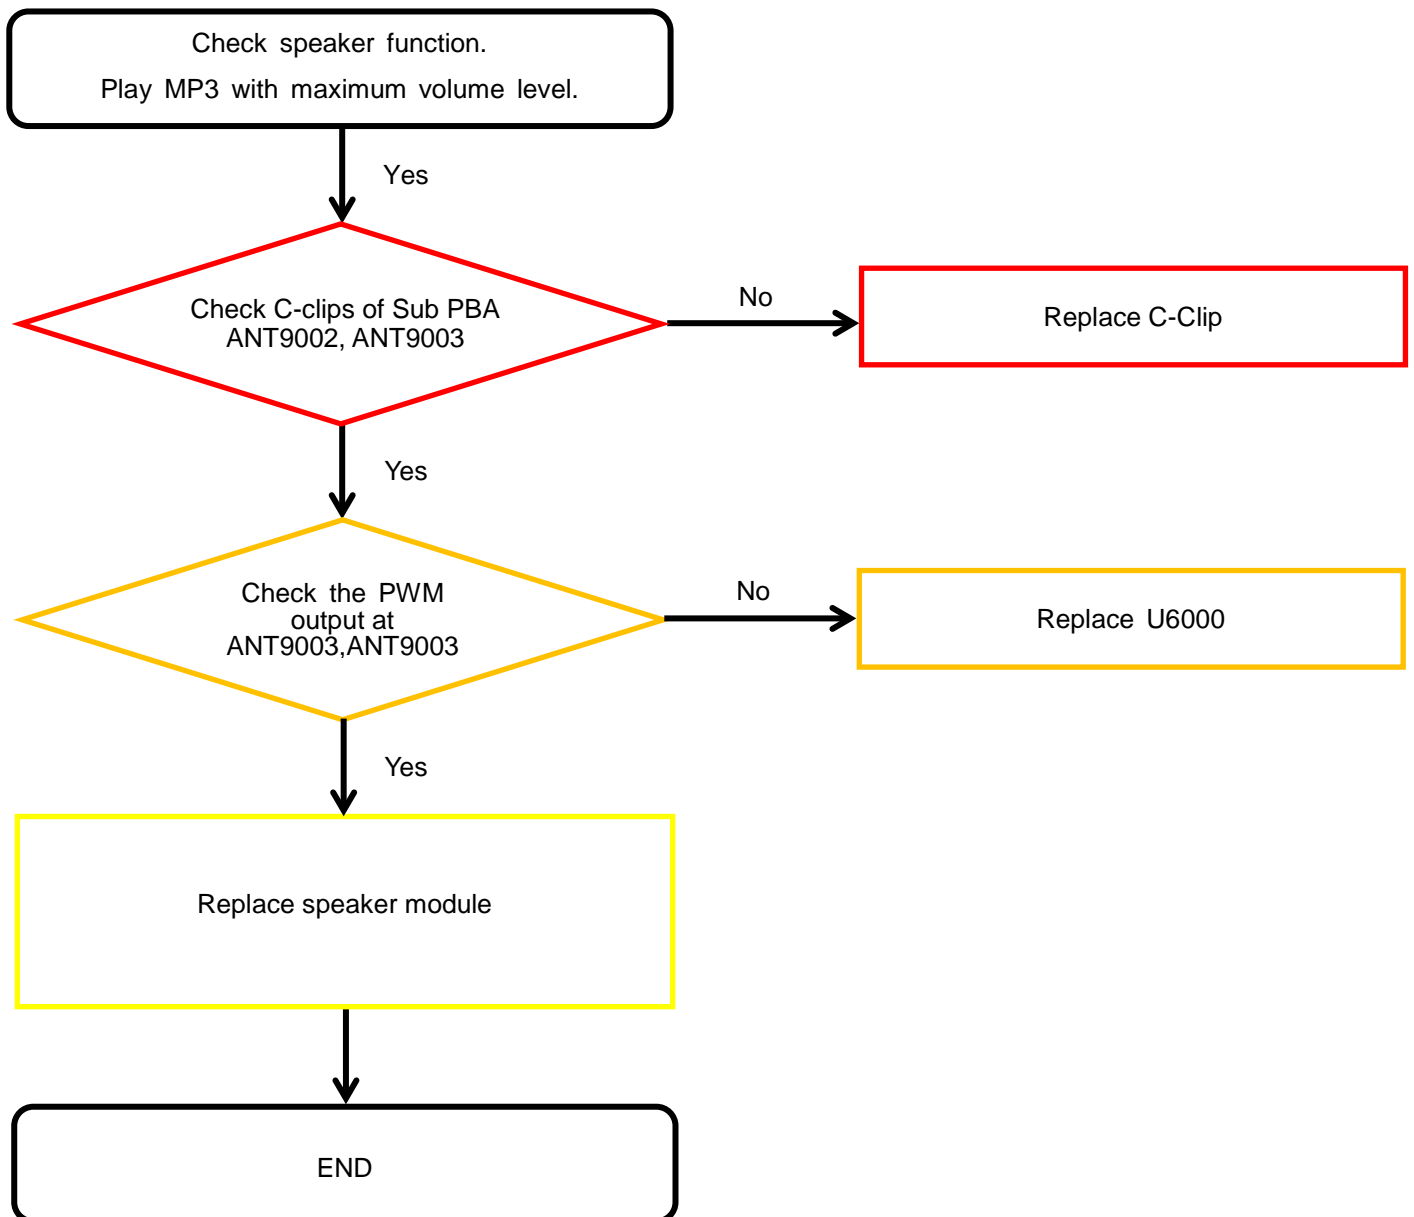 Check speaker function.
Play MP3 with maximum volume level.
Yes
Check C-clips of Sub PBA
ANT9002, ANT9003
No
Replace C-Clip
Yes
Check the PWM
output at
ANT9003,ANT9003
No
Replace U6000
Yes
Replace speaker module
END